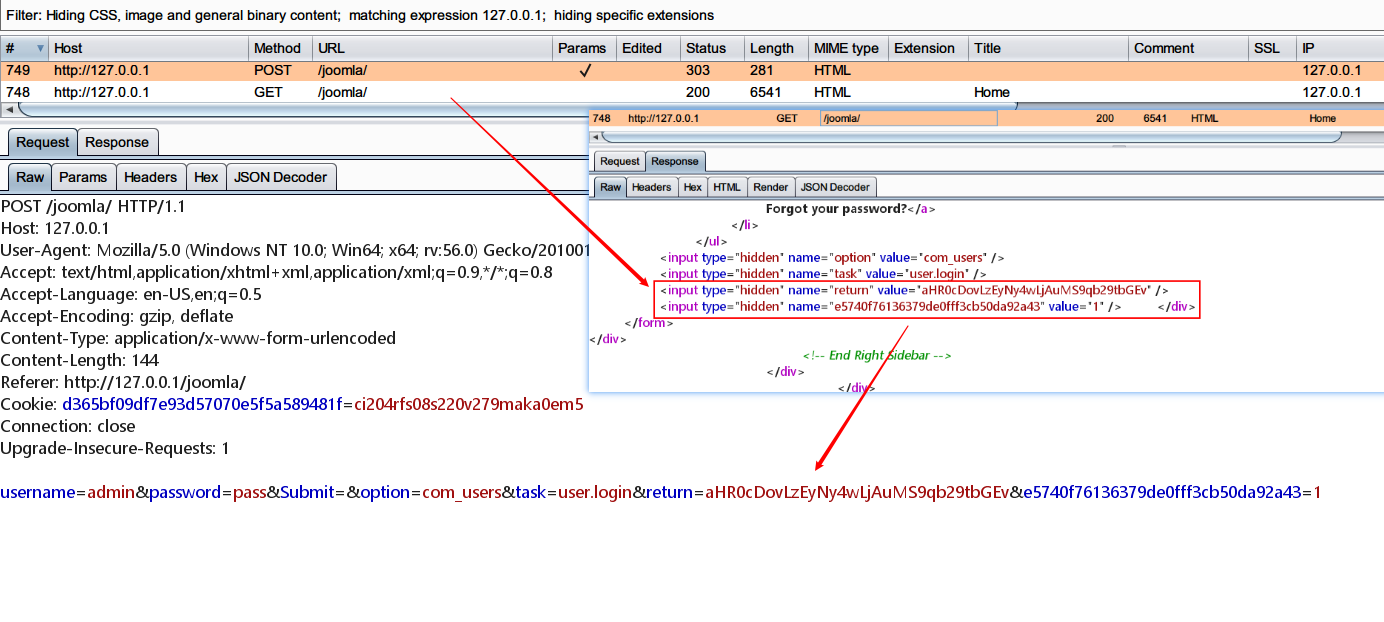 Filter: Hiding CSS, image and general binary content; matching expression 127.0.0.1; hiding specific extensions
# Host Method URL Params Edited Status Length MIME type Extension Title Comment SSL IP
749 http://127.0.0.1 POST /joomla/ ✓ 303 281 HTML 127.0.0.1
748 http://127.0.0.1 GET /joomla/ 200 6541 HTML Home 127.0.0.1
Request Response
Raw Params Headers Hex JSON Decoder
POST /joomla/ HTTP/1.1
Host: 127.0.0.1
User-Agent: Mozilla/5.0 (Windows NT 10.0; Win64; x64; rv:56.0) Gecko/201001
Accept: text/html,application/xhtml+xml,application/xml;q=0.9,*/*;q=0.8
Accept-Language: en-US,en;q=0.5
Accept-Encoding: gzip, deflate
Content-Type: application/x-www-form-urlencoded
Content-Length: 144
Referer: http://127.0.0.1/joomla/
Cookie: d365bf09df7e93d57070e5f5a589481f=ci204rfs08s220v279maka0em5
Connection: close
Upgrade-Insecure-Requests: 1
748 http://127.0.0.1 GET /joomla/ 200 6541 HTML Home
Request Response
Raw Headers Hex HTML Render JSON Decoder
Forgot your password?</a>
</li>
</ul>
<input type="hidden" name="option" value="com_users" />
<input type="hidden" name="task" value="user.login" />
<input type="hidden" name="return" value="aHR0cDovLzEyNy4wLjAuMS9qb29tbGEv" />
<input type="hidden" name="e5740f76136379de0fff3cb50da92a43" value="1" /> </div>
</form>
</div>
<!-- End Right Sidebar -->
</div>
</div>
username=admin&password=pass&Submit=&option=com_users&task=user.login&return=aHR0cDovLzEyNy4wLjAuMS9qb29tbGEv&e5740f76136379de0fff3cb50da92a43=1